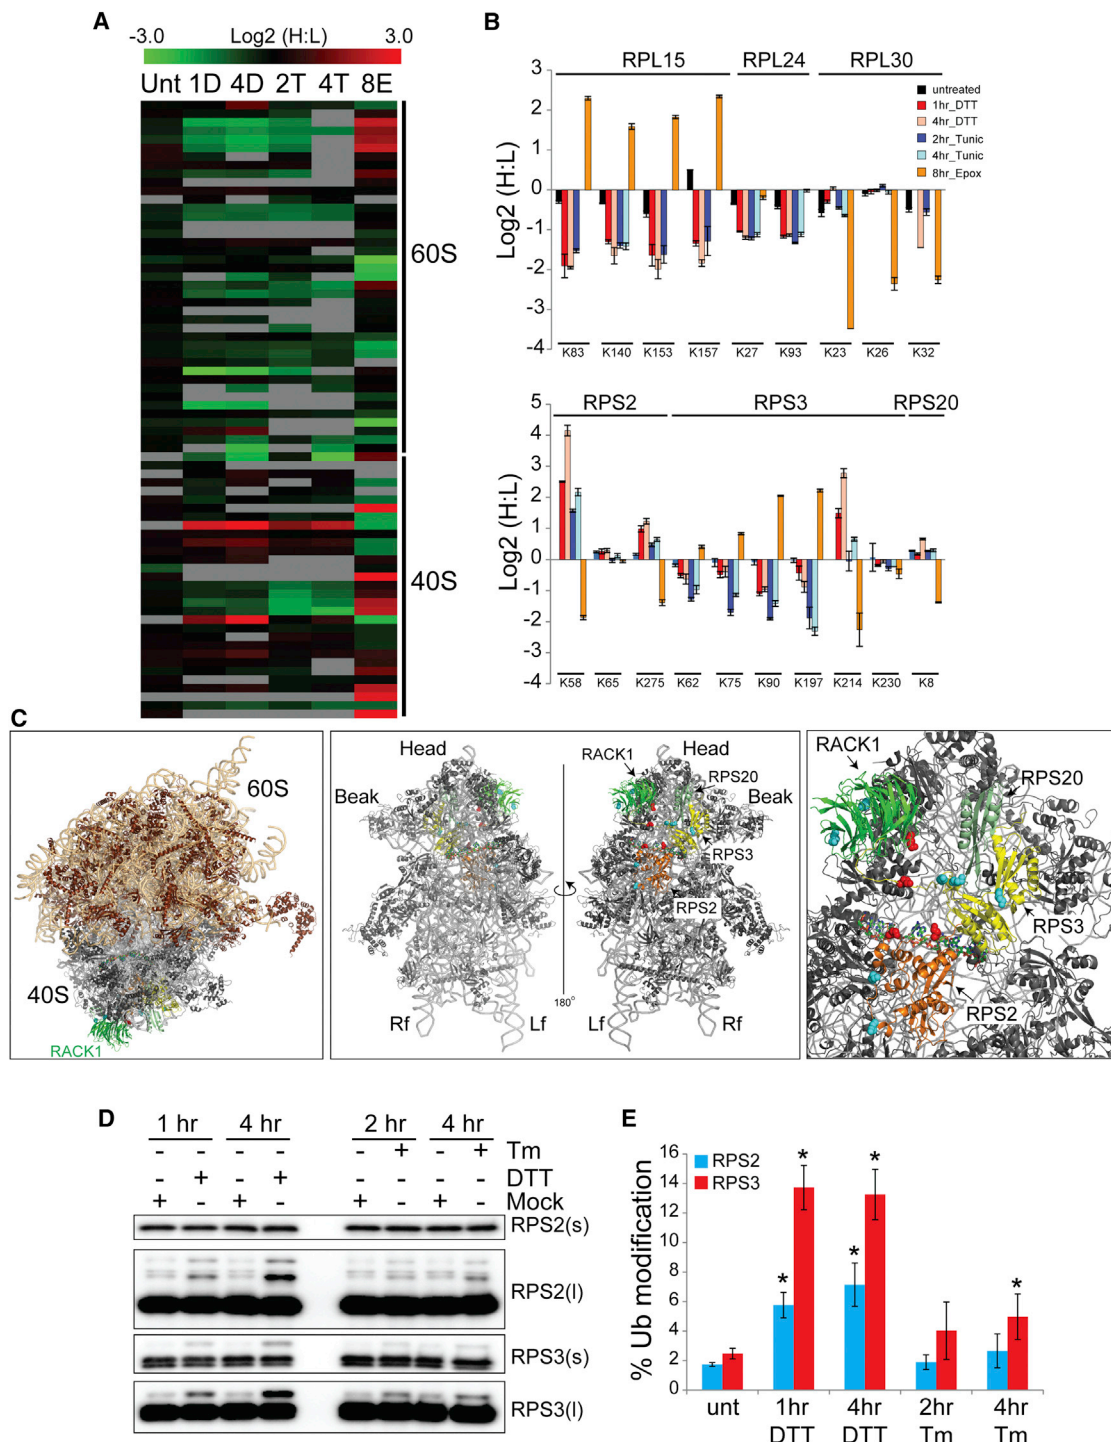 A
-3.0 Log2 (H:L) 3.0
Unt 1D 4D 2T 4T 8E
60S
40S
B
RPL15 RPL24 RPL30
3
2
1
0
-1
-2
-3
-4
Log2 (H:L)
untreated
1hr_DTT
4hr_DTT
2hr_Tunic
4hr_Tunic
8hr_Epox
K83 K140 K153 K157 K27 K93 K23 K26 K32
RPS2 RPS3 RPS20
5
4
3
2
1
0
-1
-2
-3
-4
Log2 (H:L)
K58 K65 K275 K62 K75 K90 K197 K214 K230 K8
C
60S
40S
RACK1
Head
Beak
Rf
Lf
180°
RACK1
Head
RPS20
Beak
RPS3
RPS2
Lf
Rf
RACK1
RPS20
RPS3
RPS2
D
1 hr 4 hr 2 hr 4 hr
- - - - - + - + Tm
- + - + - - - - DTT
+ - + - + - + - Mock
RPS2(s)
RPS2(l)
RPS3(s)
RPS3(l)
E
% Ub modification
16
14
12
10
8
6
4
2
0
RPS2
RPS3
* * * * *
unt 1hr 4hr 2hr 4hr
DTT DTT Tm Tm